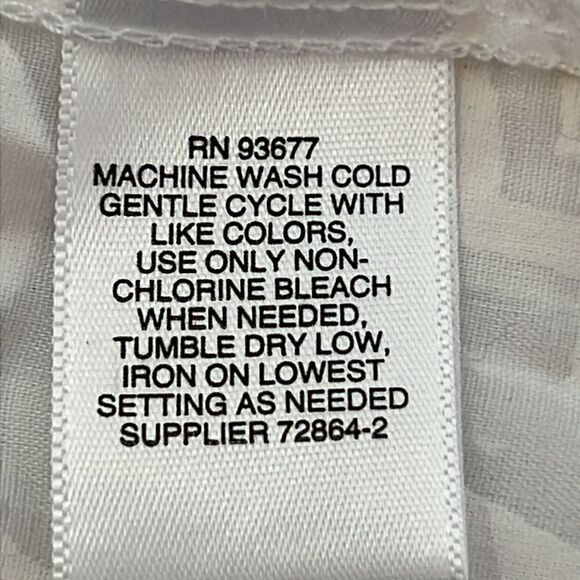 RN 93677
MACHINE WASH COLD
GENTLE CYCLE WITH
LIKE COLORS,
USE ONLY NON-
CHLORINE BLEACH
WHEN NEEDED,
TUMBLE DRY LOW,
IRON ON LOWEST
SETTING AS NEEDED
SUPPLIER 72864-2